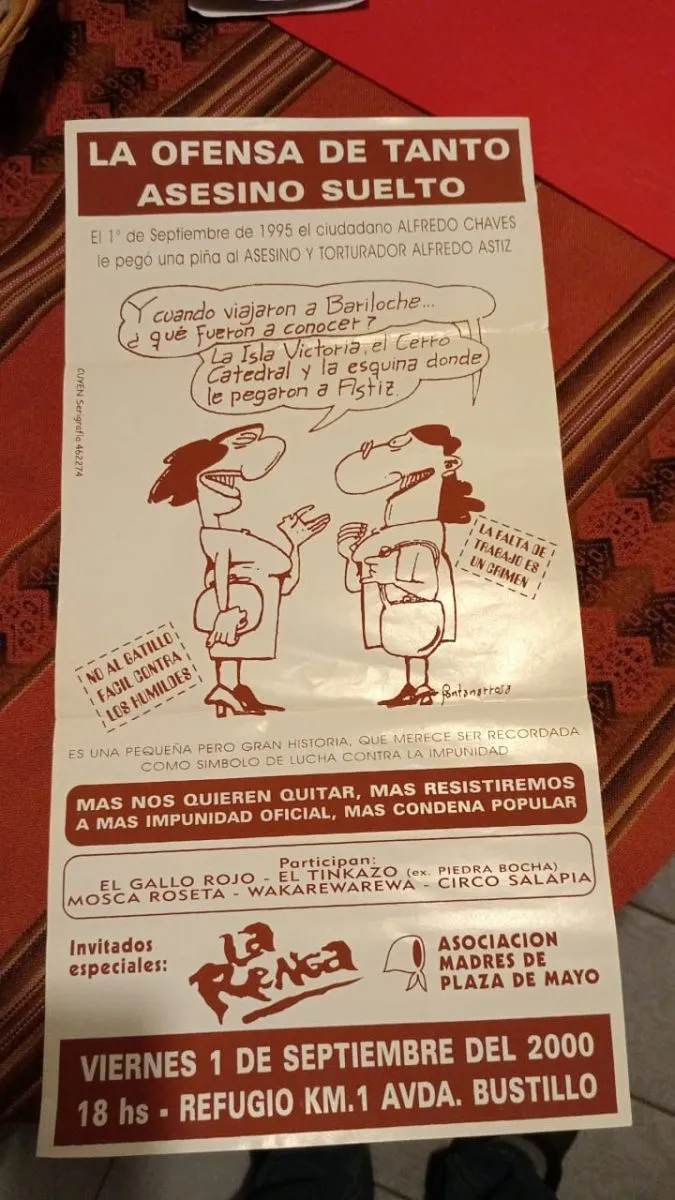 LA OFENSA DE TANTO
ASESINO SUELTO
El 1° de Septiembre de 1995 el ciudadano ALFREDO CHAVES
le pegó una piña al ASESINO Y TORTURADOR ALFREDO ASTIZ
Y cuando viajaron a Bariloche...
¿qué fueron a conocer?
La Isla Victoria, el Cerro
Catedral y la esquina donde
le pegaron a Astiz.
CUYEN Serigrafía 462274
LA FALTA DE
TRABAJO ES
UN CRIMEN
NO AL GATILLO
FACIL CONTRA
LOS HUMILDES
Fontanarrosa
ES UNA PEQUEÑA PERO GRAN HISTORIA, QUE MERECE SER RECORDADA
COMO SIMBOLO DE LUCHA CONTRA LA IMPUNIDAD
MAS NOS QUIEREN QUITAR, MAS RESISTIREMOS
A MAS IMPUNIDAD OFICIAL, MAS CONDENA POPULAR
Participan:
EL GALLO ROJO - EL TINKAZO (ex. PIEDRA BOCHA)
MOSCA ROSETA - WAKAREWAREWA - CIRCO SALAPIA
Invitados
especiales:
La
Renga
ASOCIACION
MADRES DE
PLAZA DE MAYO
VIERNES 1 DE SEPTIEMBRE DEL 2000
18 hs - REFUGIO KM.1 AVDA. BUSTILLO